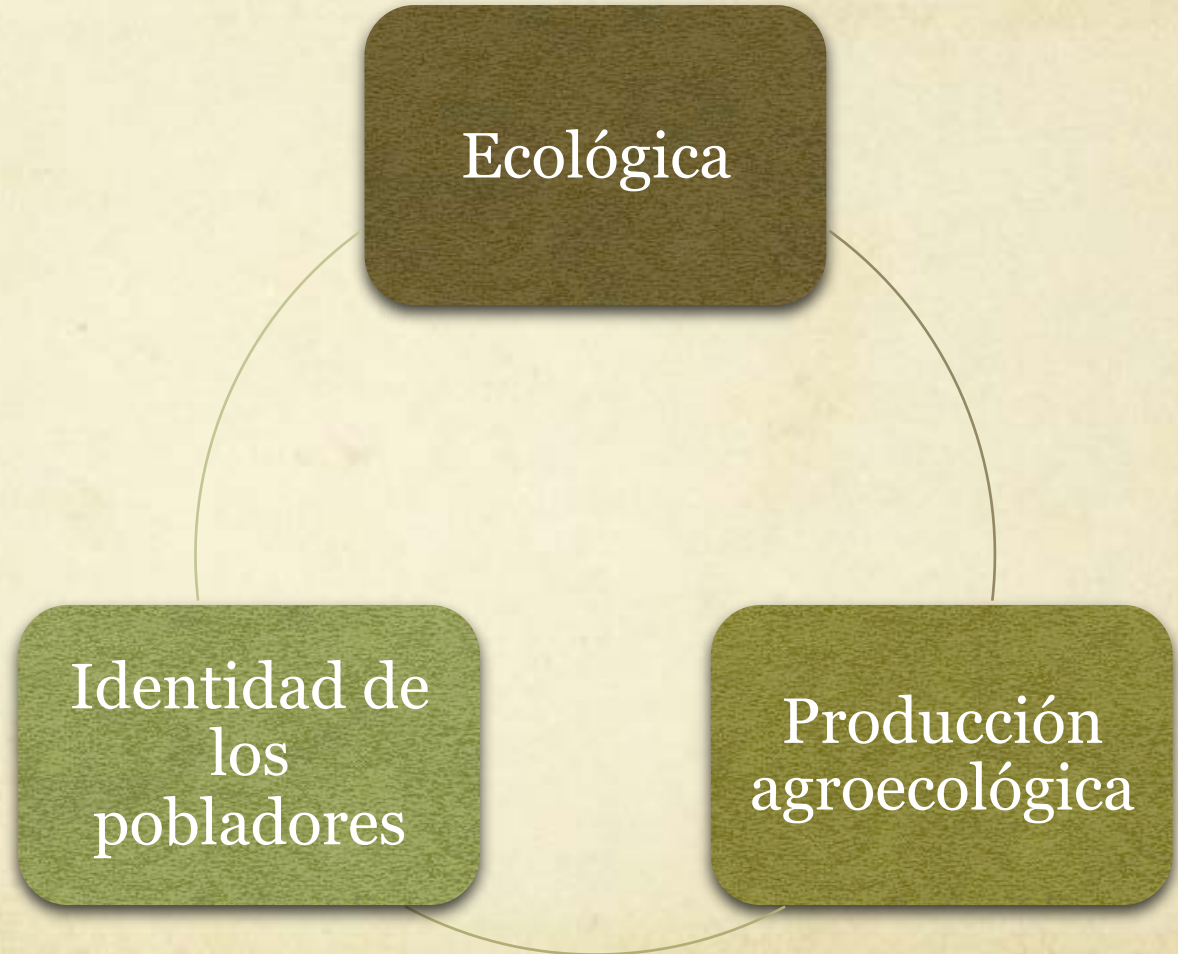 Ecológica
Identidad de
los
pobladores
Producción
agroecológica